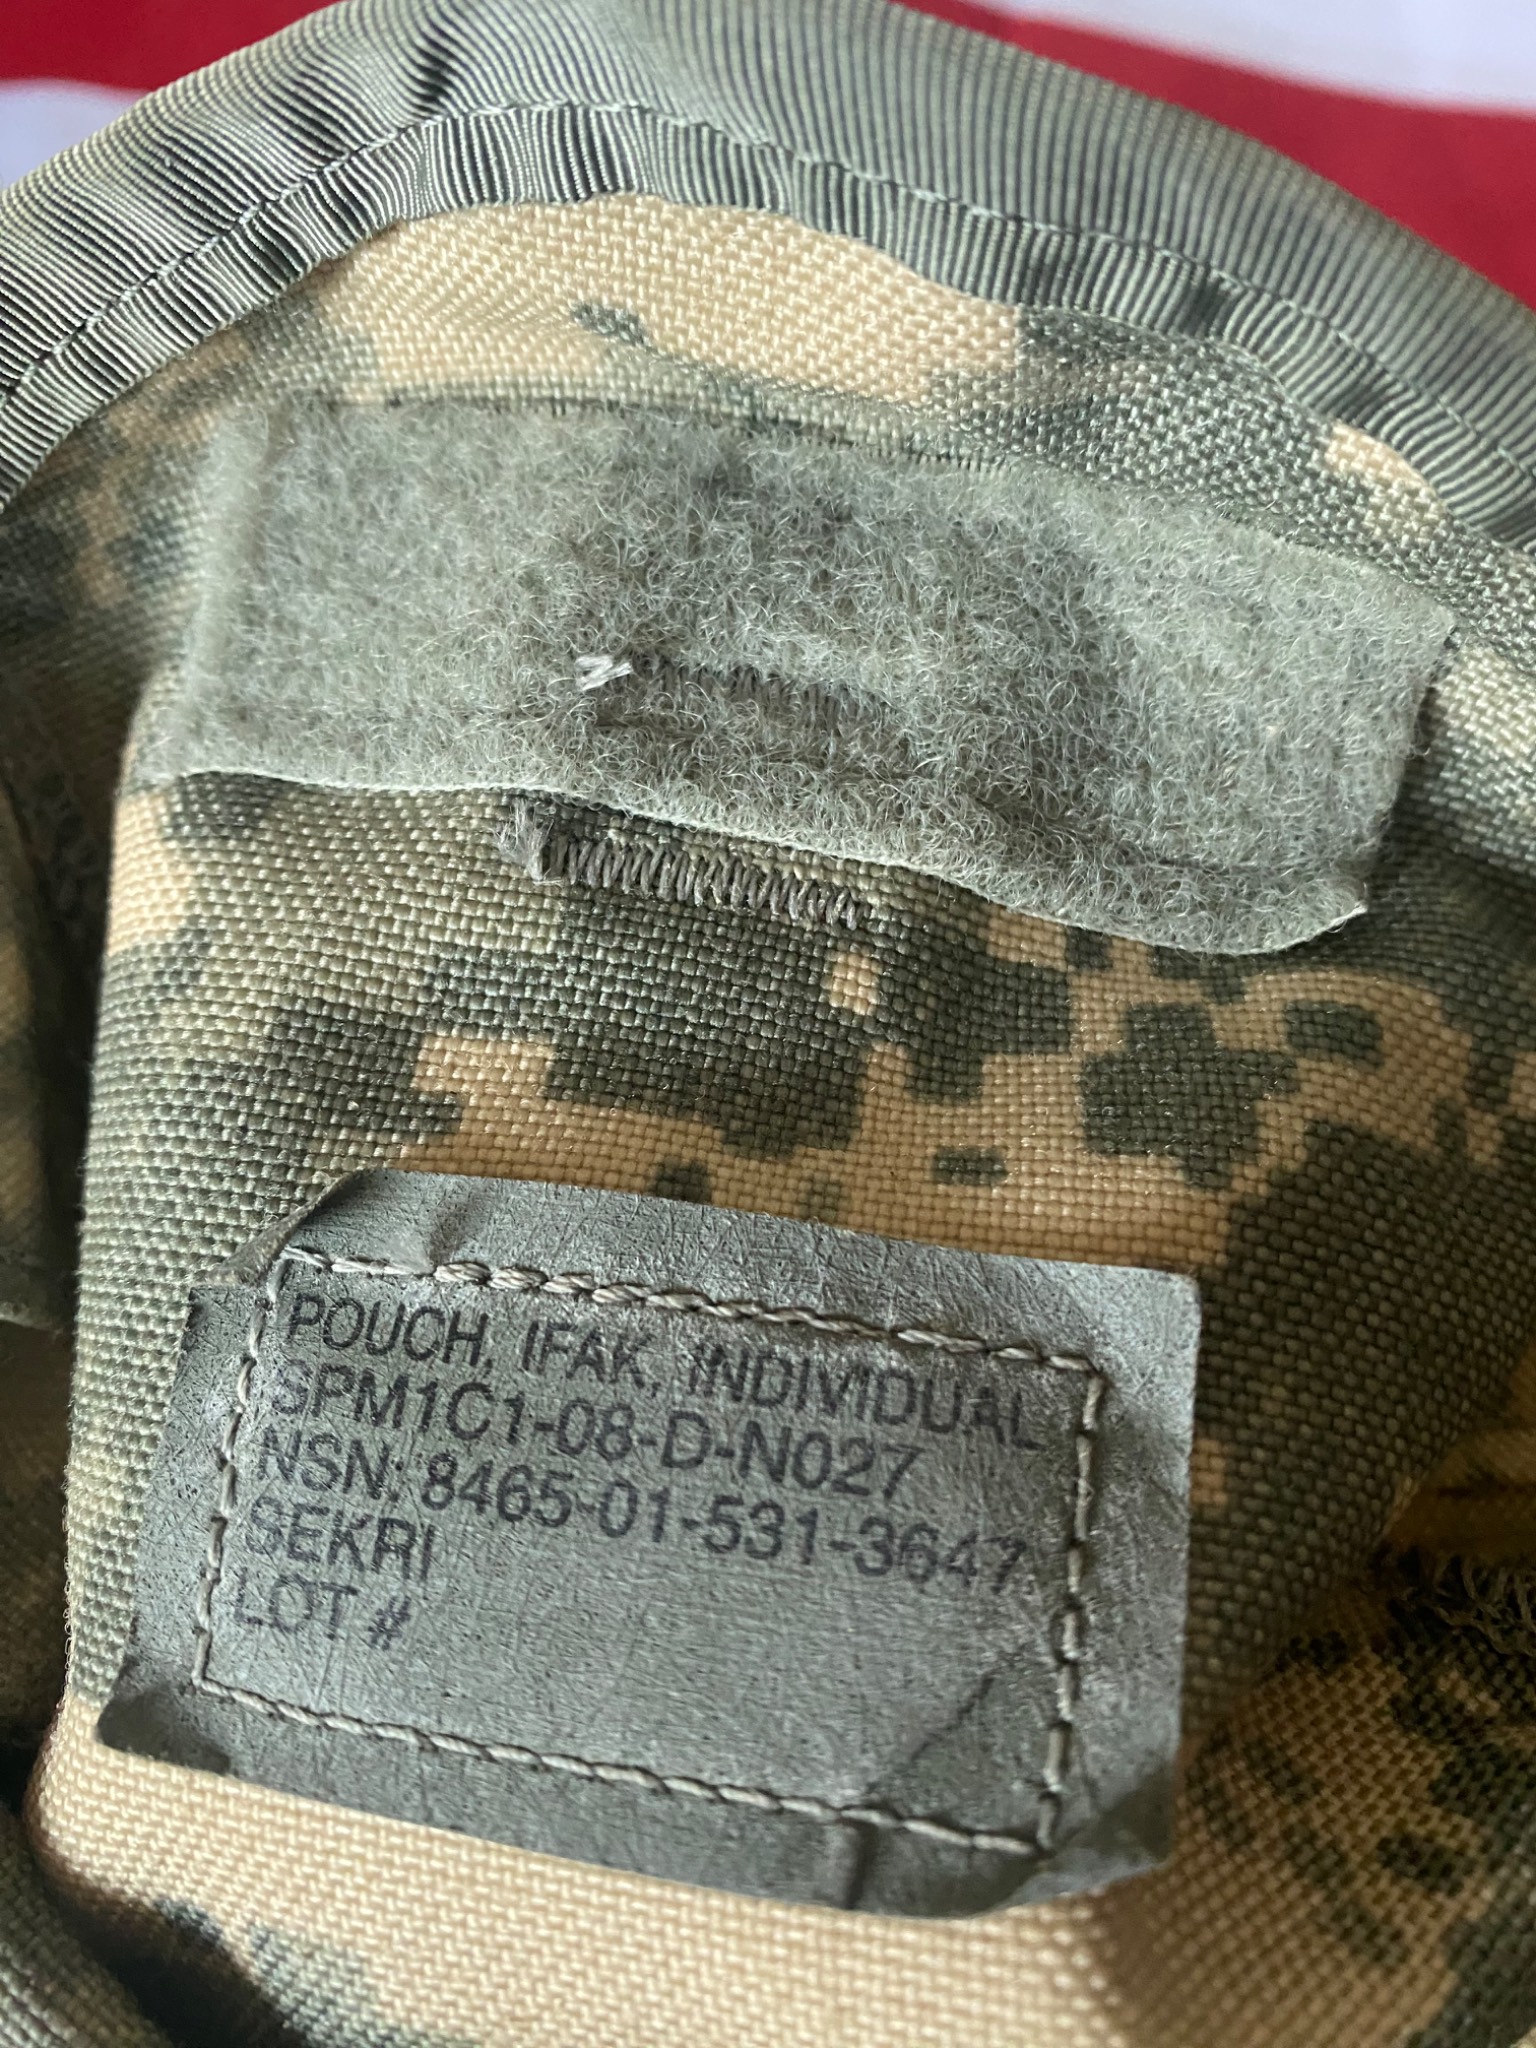 POUCH, IFAK, INDIVIDUAL
SPM1C1-08-D-N027
NSN: 8465-01-531-3647
SEKRI
LOT #